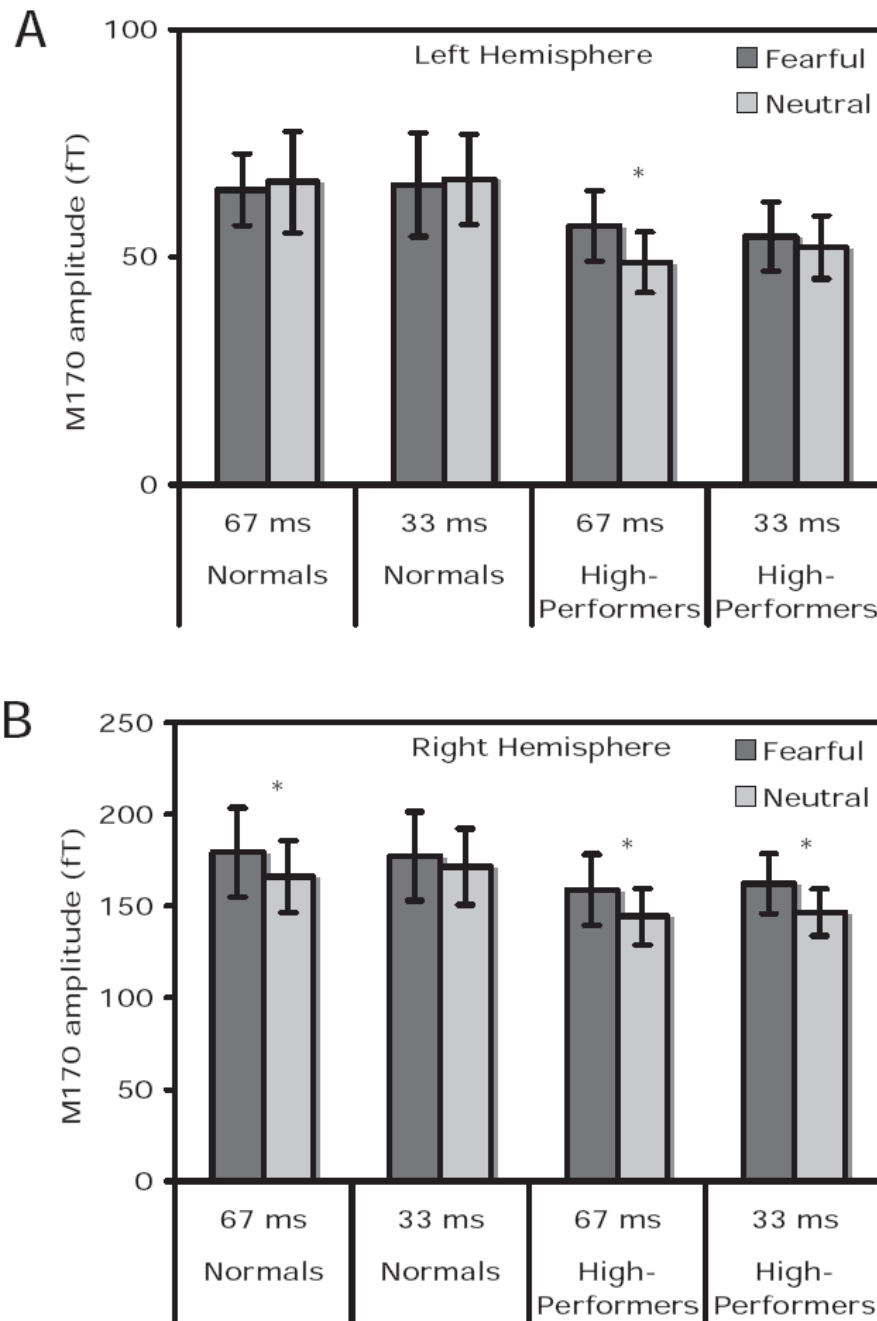 A
100
Left Hemisphere
Fearful
Neutral
*
M170 amplitude (fT)
50
0
67 ms
33 ms
67 ms
33 ms
Normals
Normals
High-
Performers
High-
Performers
B
250
Right Hemisphere
Fearful
Neutral
*
*
*
200
M170 amplitude (fT)
150
100
50
0
67 ms
33 ms
67 ms
33 ms
Normals
Normals
High-
Performers
High-
Performers